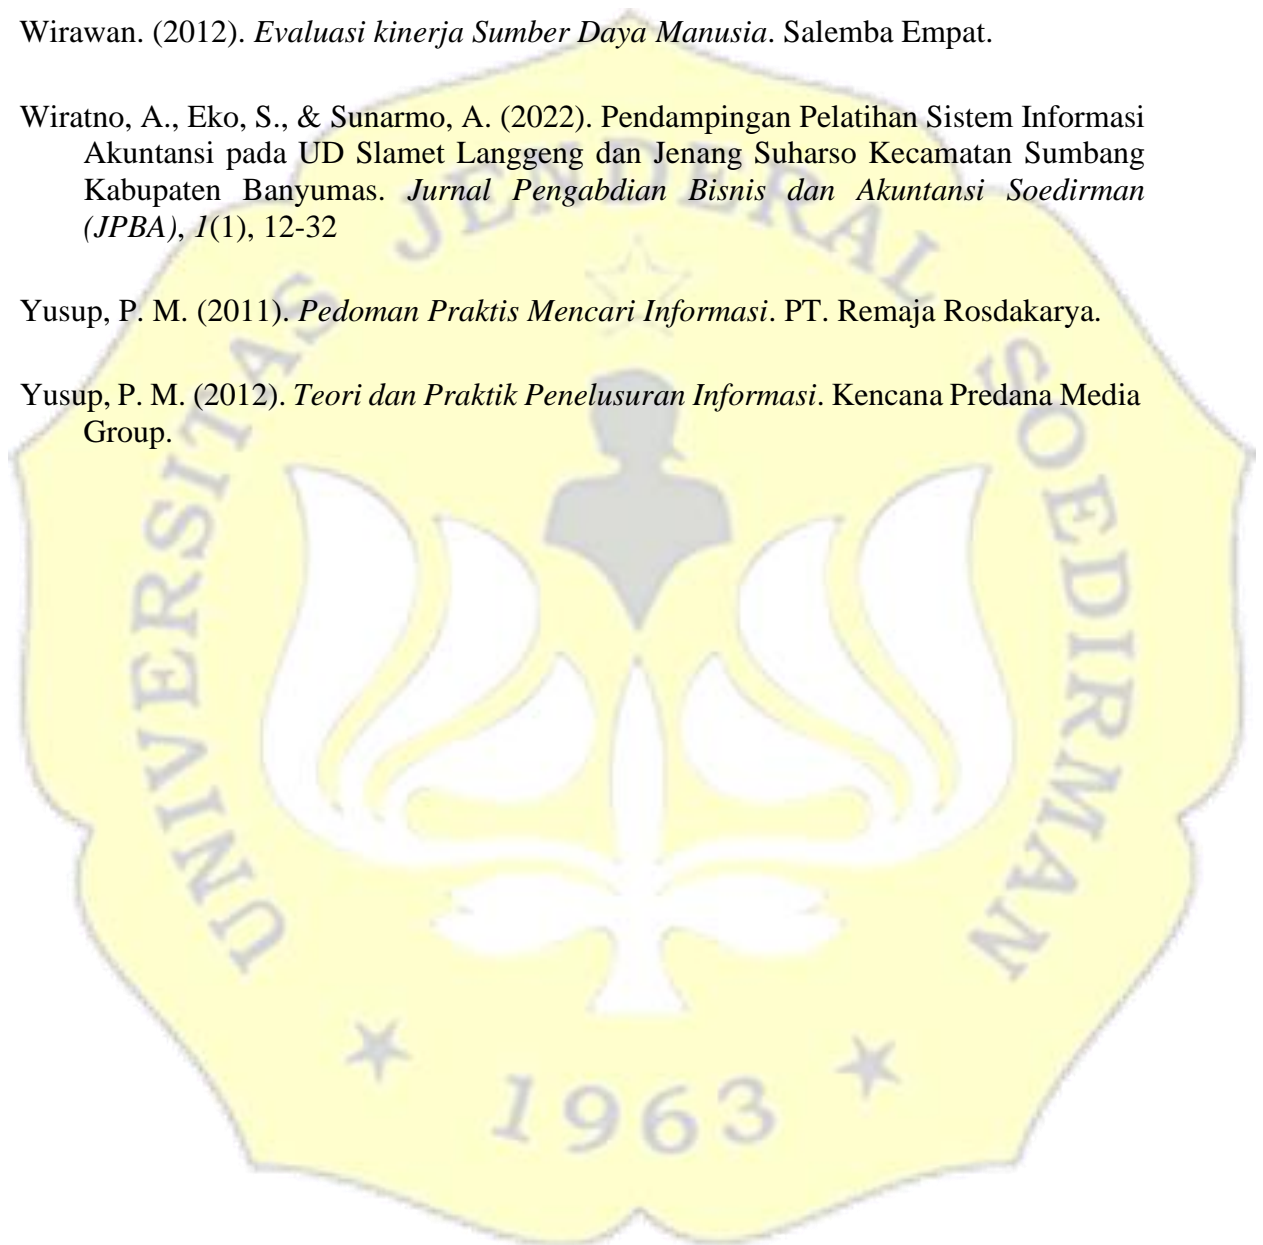 Wirawan. (2012). Evaluasi kinerja Sumber Daya Manusia. Salemba Empat.
Wiratno, A., Eko, S., & Sunarmo, A. (2022). Pendampingan Pelatihan Sistem Informasi
Akuntansi pada UD Slamet Langgeng dan Jenang Suharso Kecamatan Sumbang
Kabupaten Banyumas. Jurnal Pengabdian Bisnis dan Akuntansi Soedirman
(JPBA), 1(1), 12-32
Yusup, P. M. (2011). Pedoman Praktis Mencari Informasi. PT. Remaja Rosdakarya.
Yusup, P. M. (2012). Teori dan Praktik Penelusuran Informasi. Kencana Predana Media
Group.
UNIVERSITAS JENDERAL SOEDIRMAN
1963